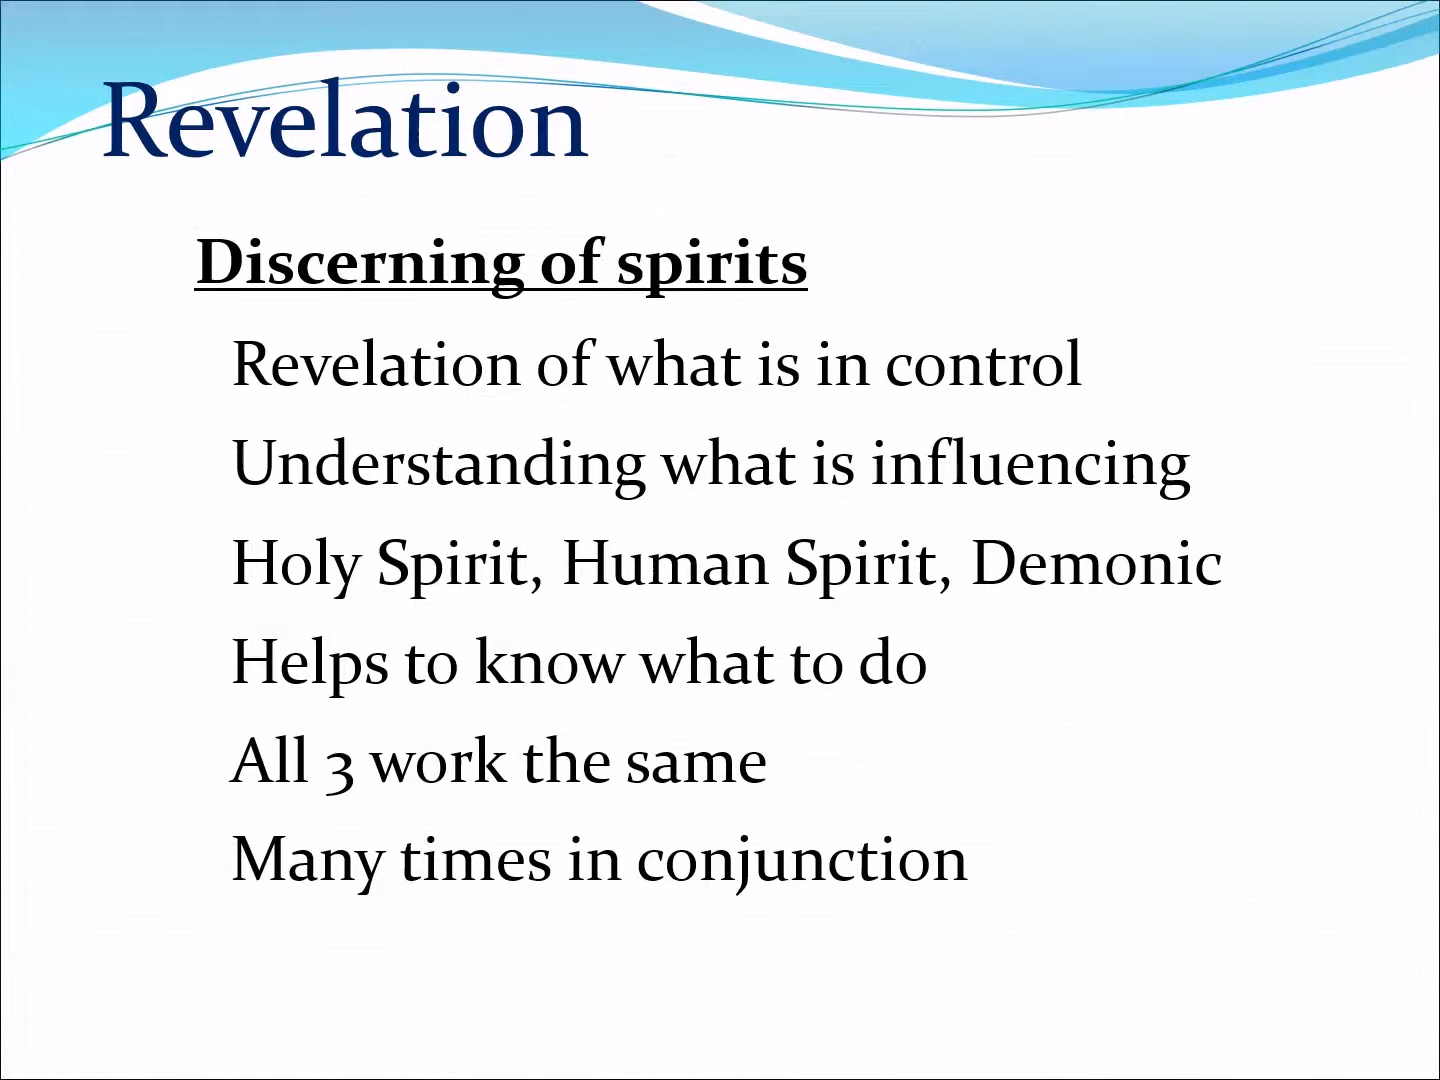 Revelation
Discerning of spirits
Revelation of what is in control
Understanding what is influencing
Holy Spirit, Human Spirit, Demonic
Helps to know what to do
All 3 work the same
Many times in conjunction